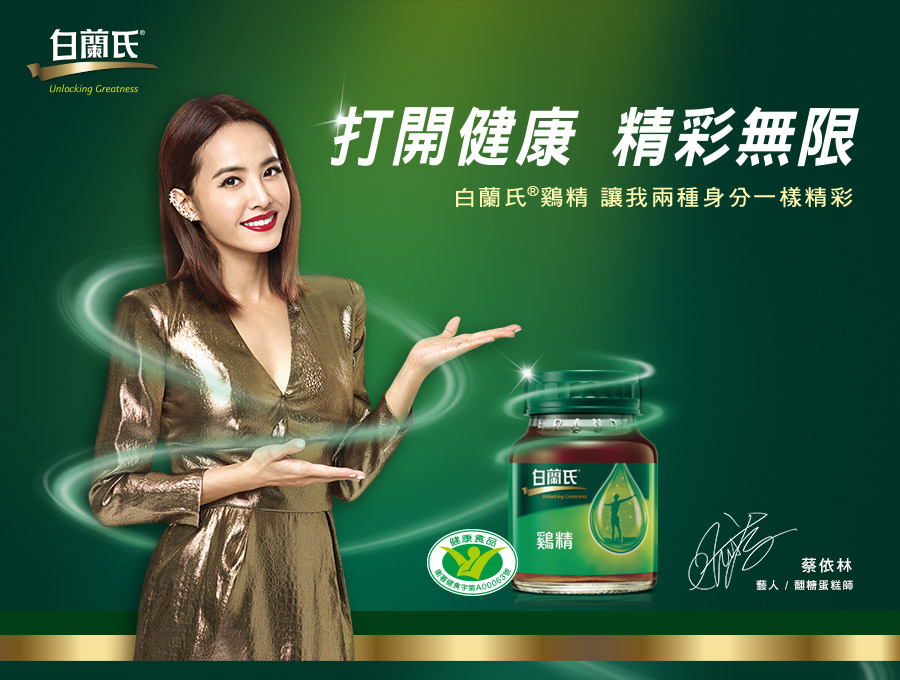 白蘭氏®
Unlocking Greatness
打開健康 精彩無限
白蘭氏®鷄精 讓我兩種身分一樣精彩
白蘭氏
Unlocking Greatness
鷄精
健康食品
衛署健食字第A00063號
蔡依林
藝人 / 翻糖蛋糕師